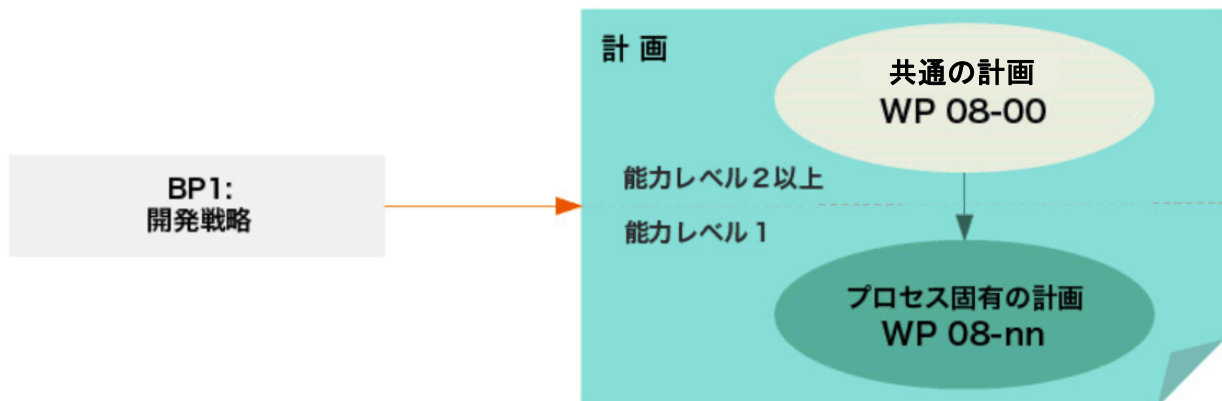 計 画
共通の計画
WP 08-00
能力レベル2以上
BP1:
開発戦略
能力レベル1
プロセス固有の計画
WP 08-nn